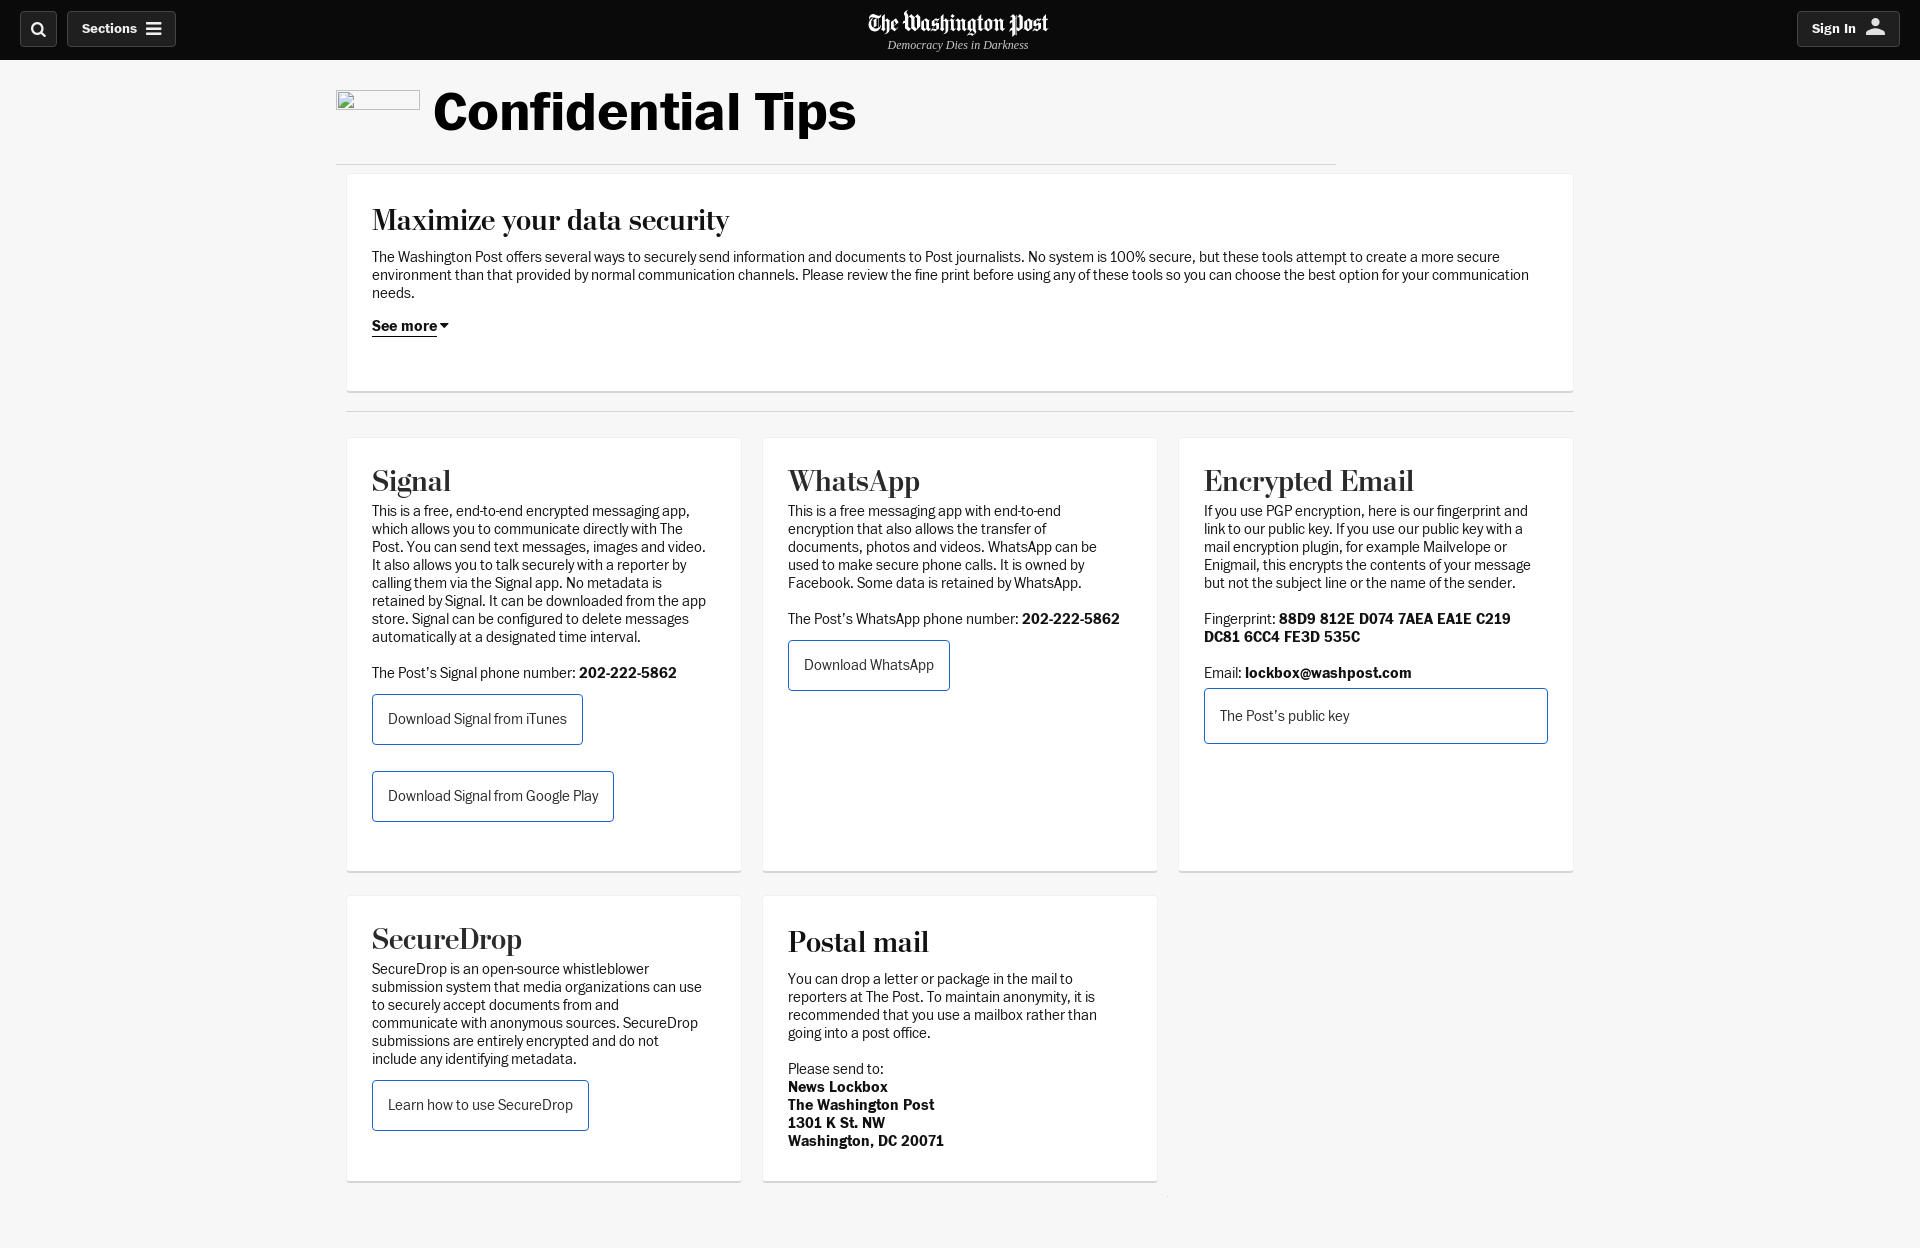 Sections
The Washington Post
Democracy Dies in Darkness
Sign In
Confidential Tips
Maximize your data security
The Washington Post offers several ways to securely send information and documents to Post journalists. No system is 100% secure, but these tools attempt to create a more secure
environment than that provided by normal communication channels. Please review the fine print before using any of these tools so you can choose the best option for your communication
needs.
See more
Signal
This is a free, end-to-end encrypted messaging app,
which allows you to communicate directly with The
Post. You can send text messages, images and video.
It also allows you to talk securely with a reporter by
calling them via the Signal app. No metadata is
retained by Signal. It can be downloaded from the app
store. Signal can be configured to delete messages
automatically at a designated time interval.
The Post’s Signal phone number: 202-222-5862
Download Signal from iTunes
Download Signal from Google Play
WhatsApp
This is a free messaging app with end-to-end
encryption that also allows the transfer of
documents, photos and videos. WhatsApp can be
used to make secure phone calls. It is owned by
Facebook. Some data is retained by WhatsApp.
The Post’s WhatsApp phone number: 202-222-5862
Download WhatsApp
Encrypted Email
If you use PGP encryption, here is our fingerprint and
link to our public key. If you use our public key with a
mail encryption plugin, for example Mailvelope or
Enigmail, this encrypts the contents of your message
but not the subject line or the name of the sender.
Fingerprint: 88D9 812E D074 7AEA EA1E C219
DC81 6CC4 FE3D 535C
Email: lockbox@washpost.com
The Post’s public key
SecureDrop
SecureDrop is an open-source whistleblower
submission system that media organizations can use
to securely accept documents from and
communicate with anonymous sources. SecureDrop
submissions are entirely encrypted and do not
include any identifying metadata.
Learn how to use SecureDrop
Postal mail
You can drop a letter or package in the mail to
reporters at The Post. To maintain anonymity, it is
recommended that you use a mailbox rather than
going into a post office.
Please send to:
News Lockbox
The Washington Post
1301 K St. NW
Washington, DC 20071